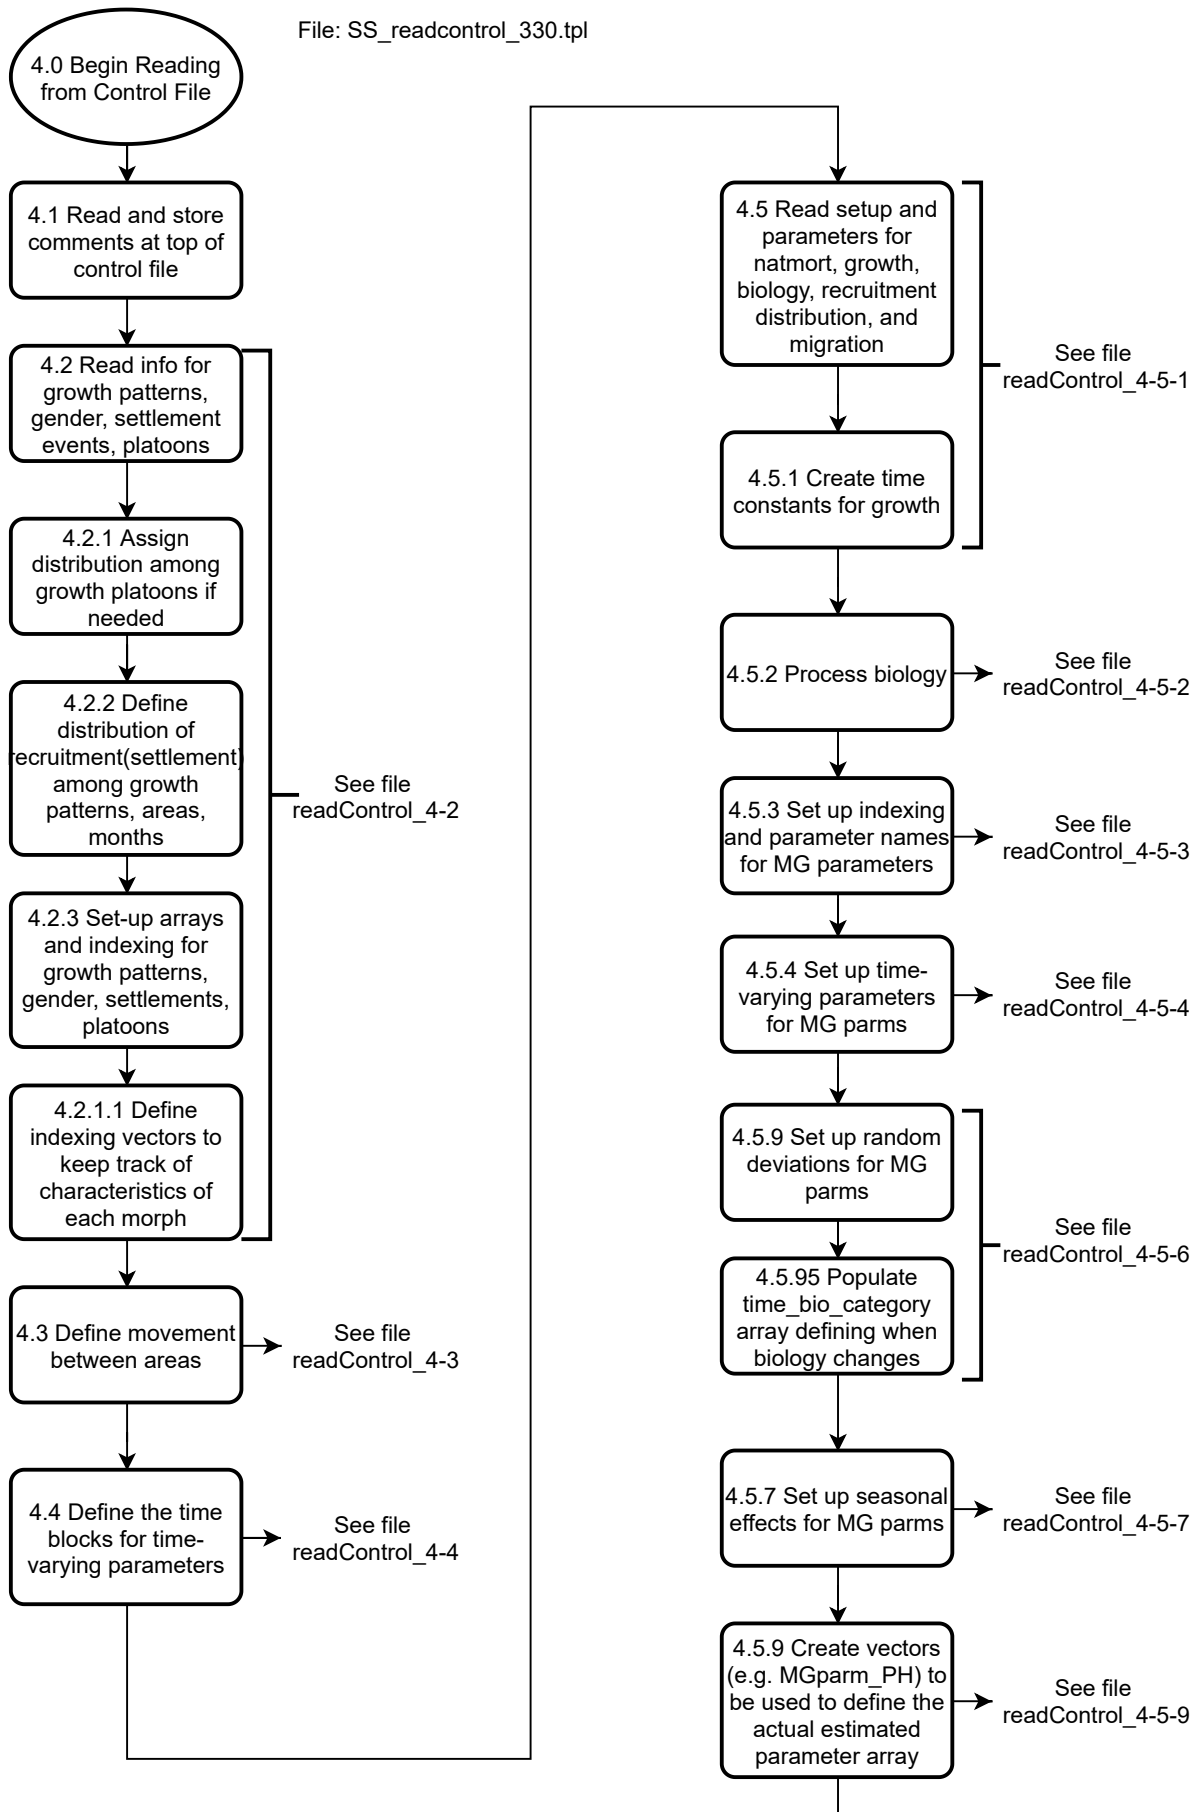 File: SS_readcontrol_330.tpl
4.0 Begin Reading
from Control File
4.1 Read and store
comments at top of
control file
4.2 Read info for
growth patterns,
gender, settlement
events, platoons
4.2.1 Assign
distribution among
growth platoons if
needed
4.2.2 Define
distribution of
recruitment(settlement)
among growth
patterns, areas,
months
See file
readControl_4-2
4.2.3 Set-up arrays
and indexing for
growth patterns,
gender, settlements,
platoons
4.2.1.1 Define
indexing vectors to
keep track of
characteristics of
each morph
4.3 Define movement
between areas
See file
readControl_4-3
4.4 Define the time
blocks for time-
varying parameters
See file
readControl_4-4
4.5 Read setup and
parameters for
natmort, growth,
biology, recruitment
distribution, and
migration
See file
readControl_4-5-1
4.5.1 Create time
constants for growth
4.5.2 Process biology
See file
readControl_4-5-2
4.5.3 Set up indexing
and parameter names
for MG parameters
See file
readControl_4-5-3
4.5.4 Set up time-
varying parameters
for MG parms
See file
readControl_4-5-4
4.5.9 Set up random
deviations for MG
parms
See file
readControl_4-5-6
4.5.95 Populate
time_bio_category
array defining when
biology changes
4.5.7 Set up seasonal
effects for MG parms
See file
readControl_4-5-7
4.5.9 Create vectors
(e.g. MGparm_PH) to
be used to define the
actual estimated
parameter array
See file
readControl_4-5-9